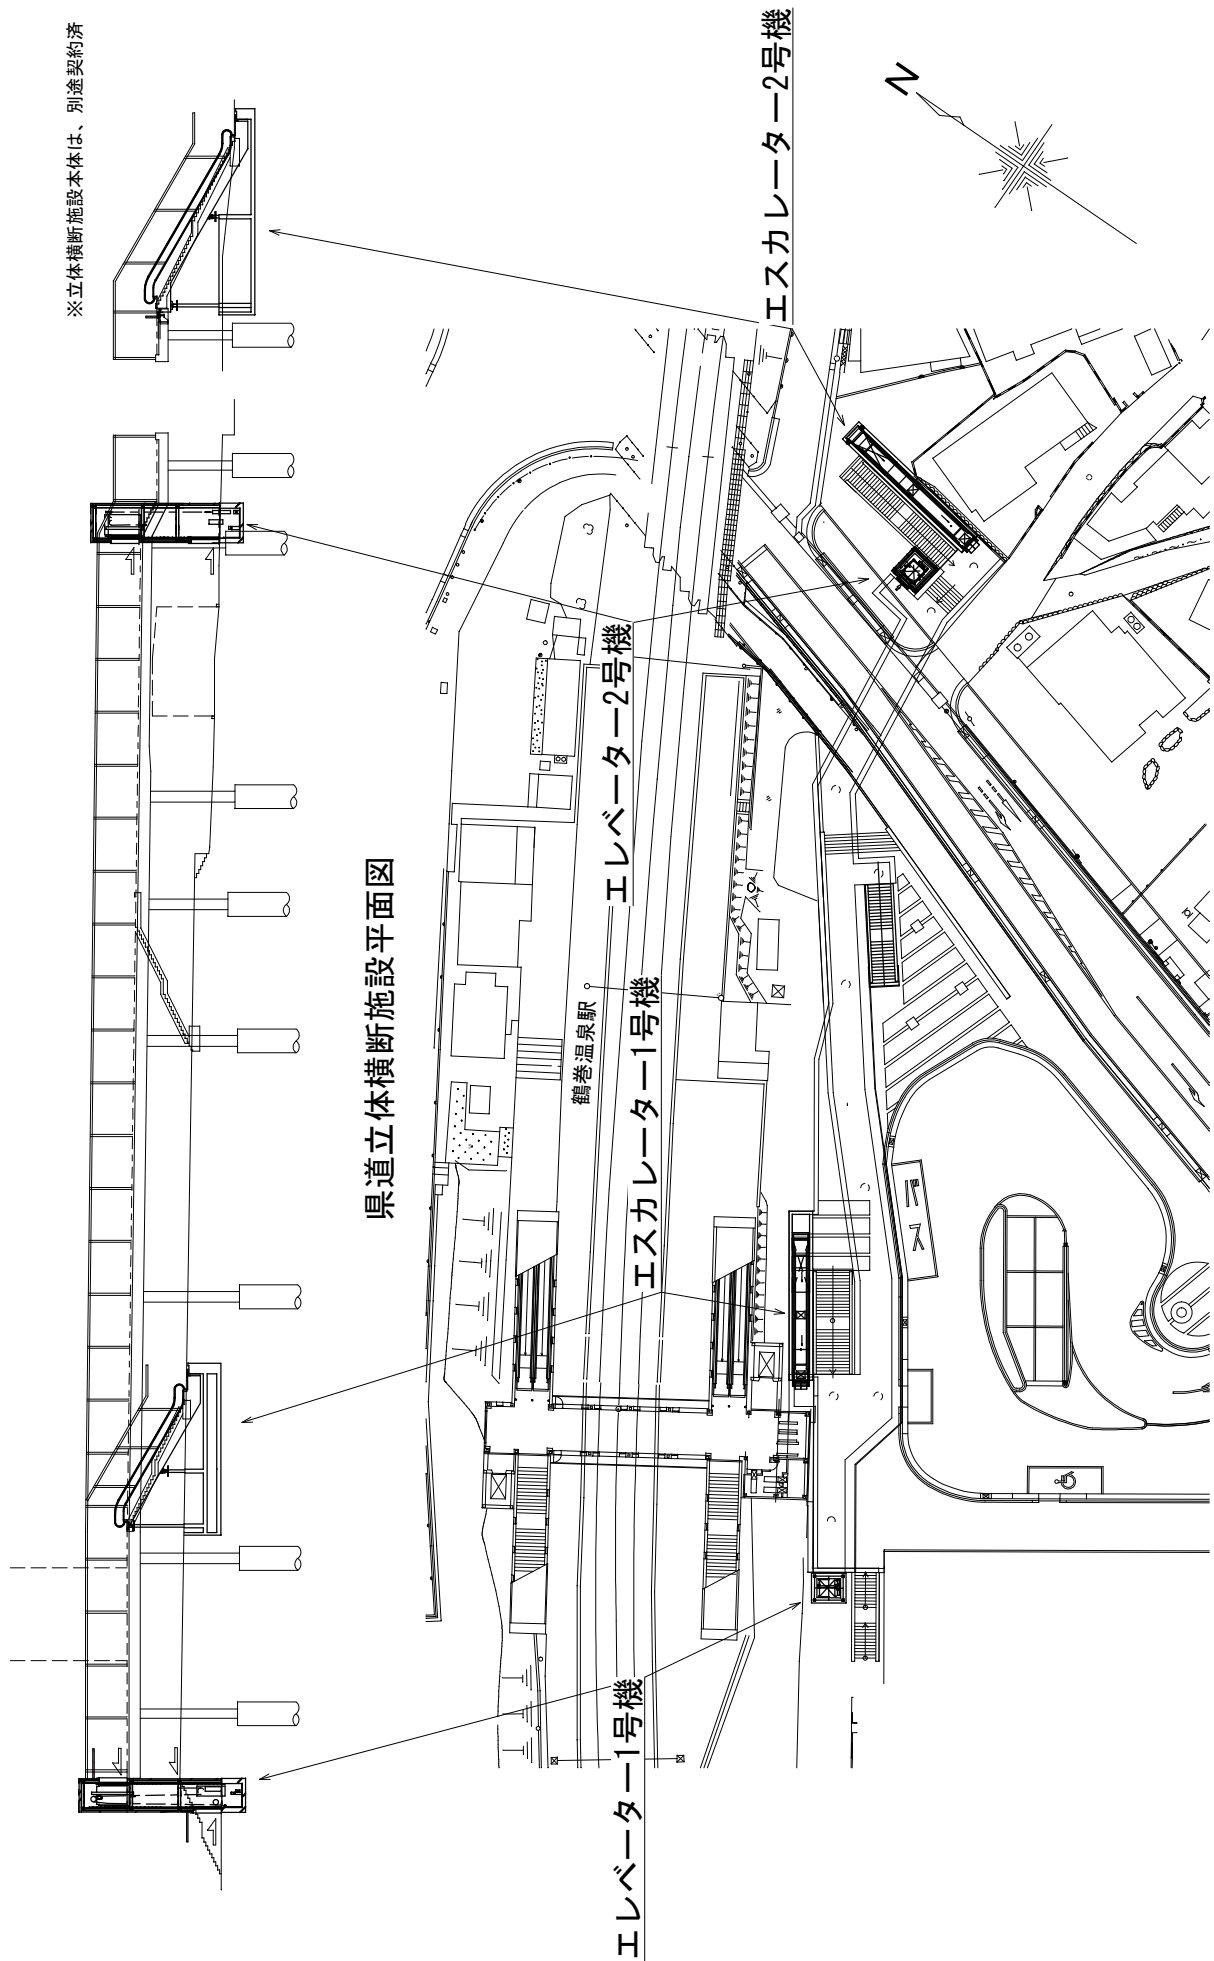 ※立体横断施設本体は、別途契約済
県道立体横断施設平面図
エレベーター1号機
エスカレーター1号機
エレベーター2号機
エスカレーター2号機
鶴巻温泉駅
バス
N